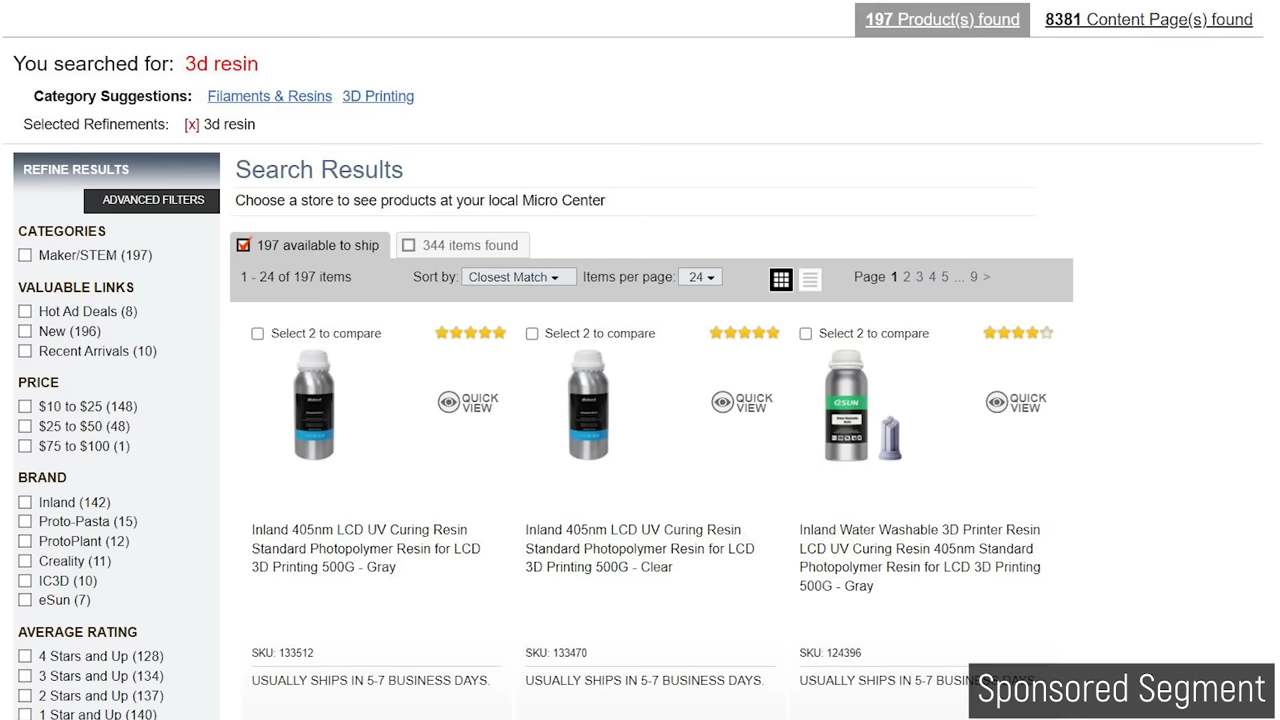 197 Product(s) found
8381 Content Page(s) found
You searched for: 3d resin
Category Suggestions: Filaments & Resins 3D Printing
Selected Refinements: [x] 3d resin
REFINE RESULTS
ADVANCED FILTERS
CATEGORIES
Maker/STEM (197)
VALUABLE LINKS
Hot Ad Deals (8)
New (196)
Recent Arrivals (10)
PRICE
$10 to $25 (148)
$25 to $50 (48)
$75 to $100 (1)
BRAND
Inland (142)
Proto-Pasta (15)
ProtoPlant (12)
Creality (11)
IC3D (10)
eSun (7)
AVERAGE RATING
4 Stars and Up (128)
3 Stars and Up (134)
2 Stars and Up (137)
1 Star and Up (140)
Search Results
Choose a store to see products at your local Micro Center
197 available to ship
344 items found
1 - 24 of 197 items
Sort by: Closest Match
Items per page: 24
Page 1 2 3 4 5 ... 9 >
Select 2 to compare
QUICK
VIEW
Inland 405nm LCD UV Curing Resin
Standard Photopolymer Resin for LCD
3D Printing 500G - Gray
SKU: 133512
USUALLY SHIPS IN 5-7 BUSINESS DAYS.
Select 2 to compare
QUICK
VIEW
Inland 405nm LCD UV Curing Resin
Standard Photopolymer Resin for LCD
3D Printing 500G - Clear
SKU: 133470
USUALLY SHIPS IN 5-7 BUSINESS DAYS.
Select 2 to compare
eSUN
QUICK
VIEW
Inland Water Washable 3D Printer Resin
LCD UV Curing Resin 405nm Standard
Photopolymer Resin for LCD 3D Printing
500G - Gray
SKU: 124396
USUALLY SHIPS IN 5-7 BUSINESS DAYS.
Sponsored Segment